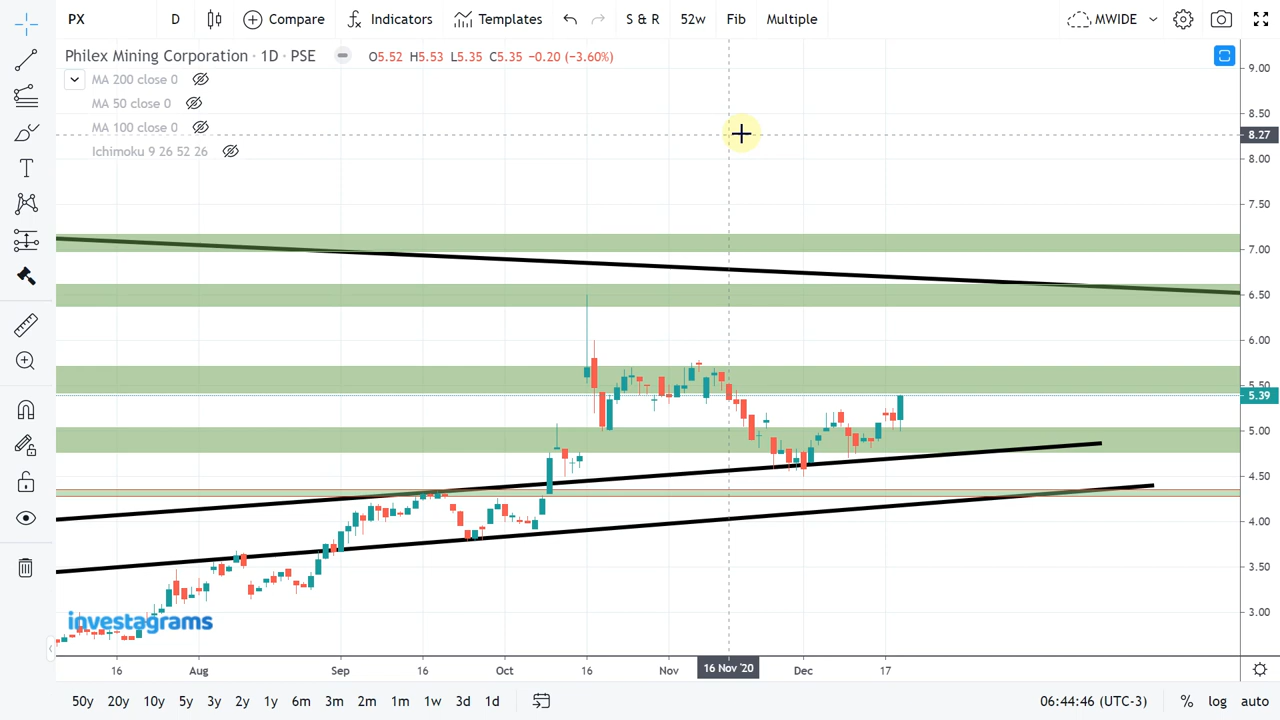 PX D Compare Indicators Templates S & R 52w Fib Multiple MWIDE
Philex Mining Corporation · 1D · PSE O5.52 H5.53 L5.35 C5.35 −0.20 (−3.60%)
MA 200 close 0
MA 50 close 0
MA 100 close 0
Ichimoku 9 26 52 26
9.00
8.50
8.27
8.00
7.50
7.00
6.50
6.00
5.50
5.39
5.00
4.50
4.00
3.50
3.00
investagrams
16 Aug Sep 16 Oct 16 Nov 16 Nov '20 Dec 17
50y 20y 10y 5y 3y 2y 1y 6m 3m 2m 1m 1w 3d 1d 06:44:46 (UTC-3) % log auto